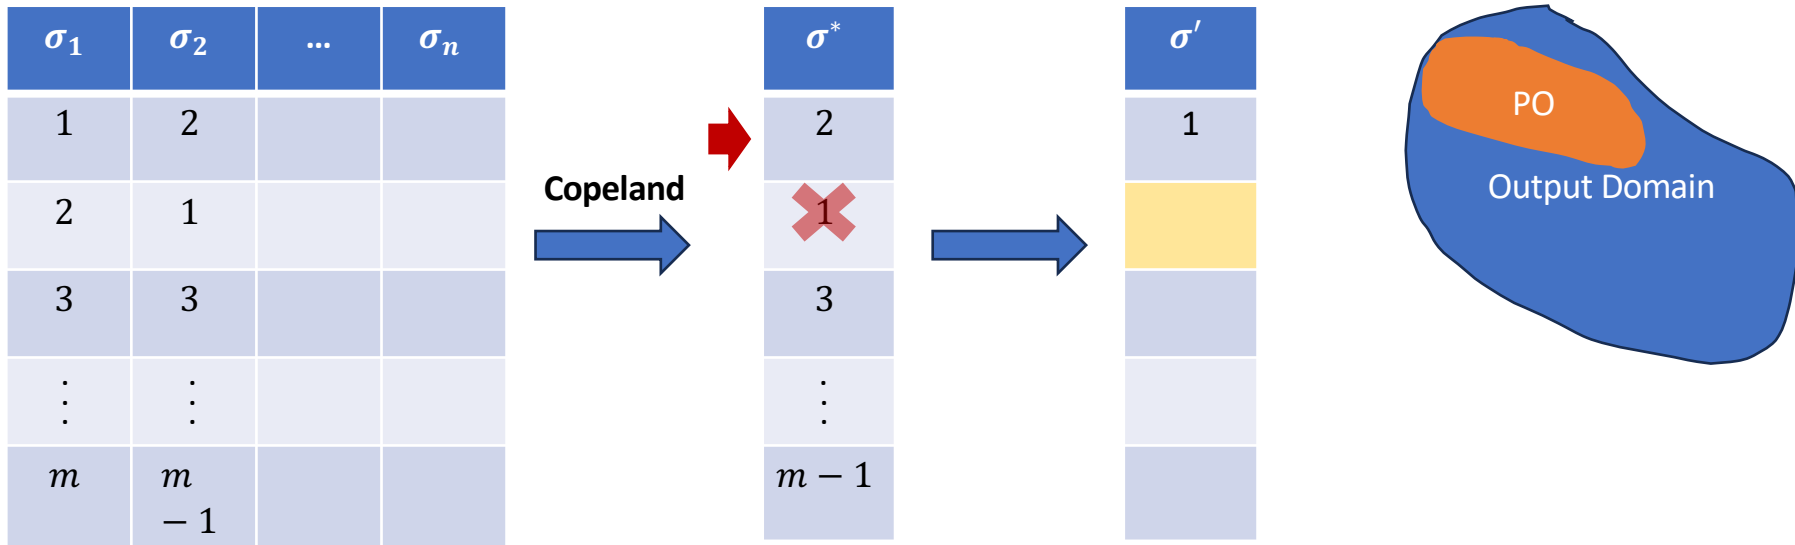 σ₁ σ₂ ... σₙ
1 2
2 1
3 3
⋮ ⋮
m m
− 1
Copeland
σ*
2
1
3
⋮
m − 1
σ′
1
PO
Output Domain